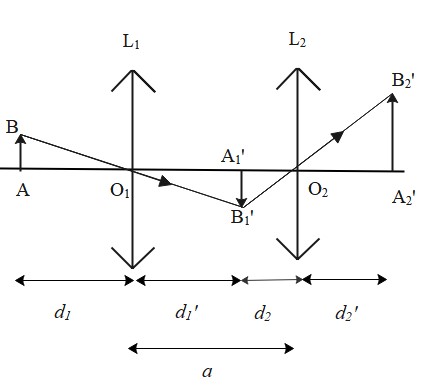 L₁ L₂
B₂'
B A₁'
A O₁ O₂ A₂'
B₁'
d₁ d₁' d₂ d₂'
a